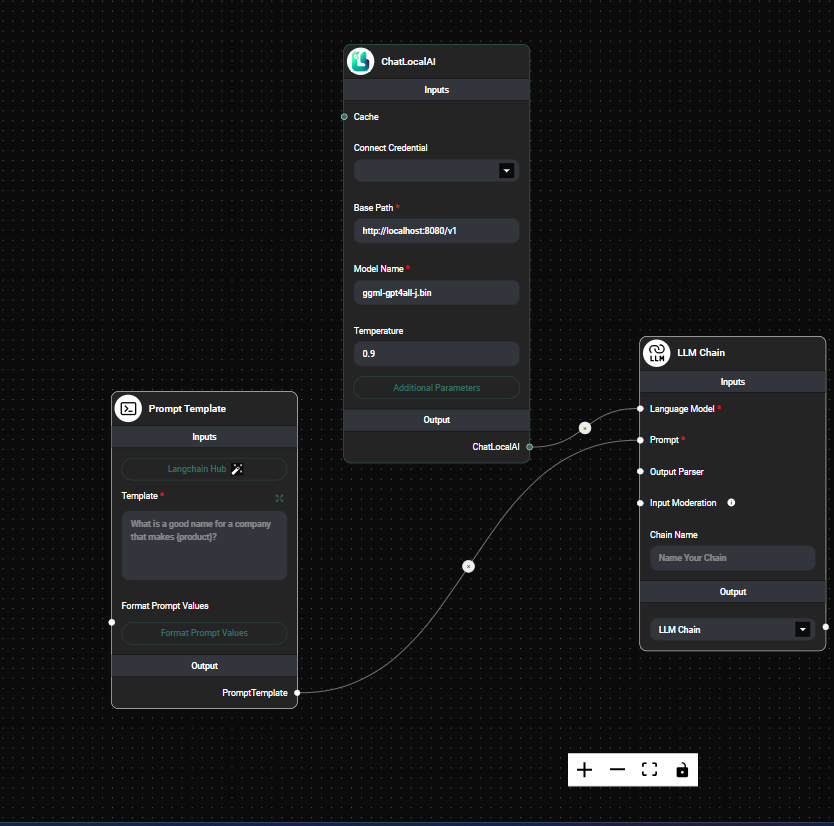 ChatLocalAI
Inputs
Cache
Connect Credential
Base Path *
http://localhost:8080/v1
Model Name *
ggml-gpt4all-j.bin
Temperature
0.9
Additional Parameters
Output
ChatLocalAI
Prompt Template
Inputs
Langchain Hub
Template *
What is a good name for a company
that makes {product}?
Format Prompt Values
Format Prompt Values
Output
PromptTemplate
LLM
LLM Chain
Inputs
Language Model *
Prompt *
Output Parser
Input Moderation
Chain Name
Name Your Chain
Output
LLM Chain